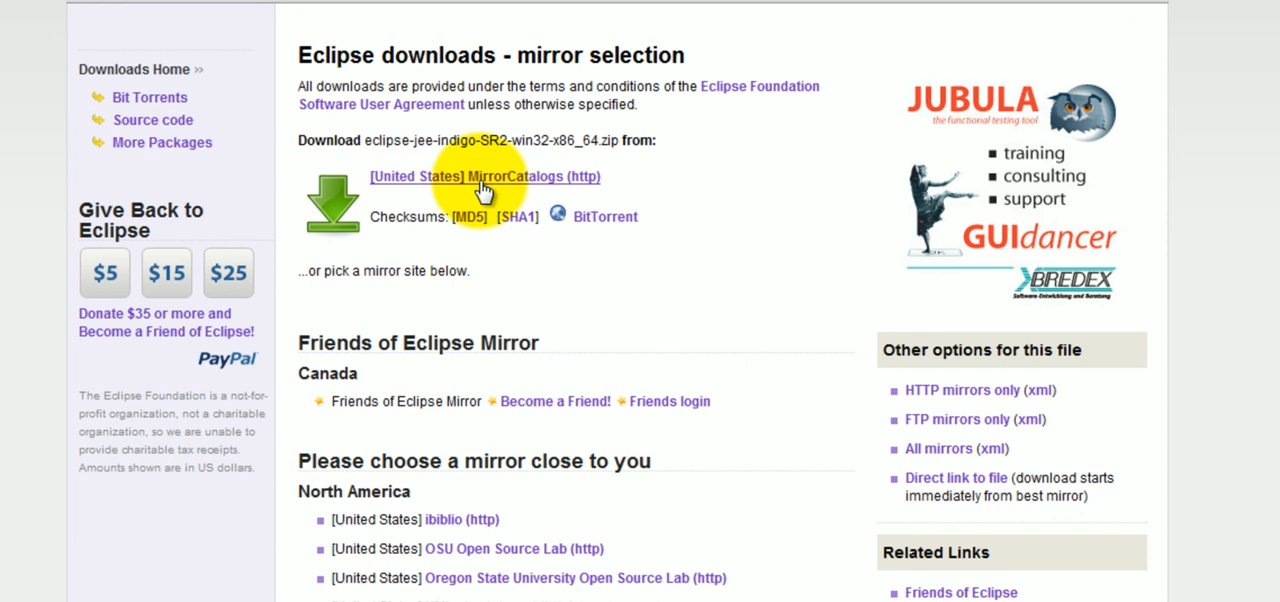 Downloads Home »
Bit Torrents
Source code
More Packages
Give Back to
Eclipse
$5 $15 $25
Donate $35 or more and
Become a Friend of Eclipse!
PayPal
The Eclipse Foundation is a not-for-
profit organization, not a charitable
organization, so we are unable to
provide charitable tax receipts.
Amounts shown are in US dollars.
Eclipse downloads - mirror selection
All downloads are provided under the terms and conditions of the Eclipse Foundation
Software User Agreement unless otherwise specified.
Download eclipse-jee-indigo-SR2-win32-x86_64.zip from:
[United States] MirrorCatalogs (http)
Checksums: [MD5] [SHA1] BitTorrent
...or pick a mirror site below.
Friends of Eclipse Mirror
Canada
Friends of Eclipse Mirror Become a Friend! Friends login
Please choose a mirror close to you
North America
[United States] ibiblio (http)
[United States] OSU Open Source Lab (http)
[United States] Oregon State University Open Source Lab (http)
JUBULA
the functional testing tool
training
consulting
support
GUIdancer
BREDEX
Software-Entwicklung und Beratung
Other options for this file
HTTP mirrors only (xml)
FTP mirrors only (xml)
All mirrors (xml)
Direct link to file (download starts
immediately from best mirror)
Related Links
Friends of Eclipse